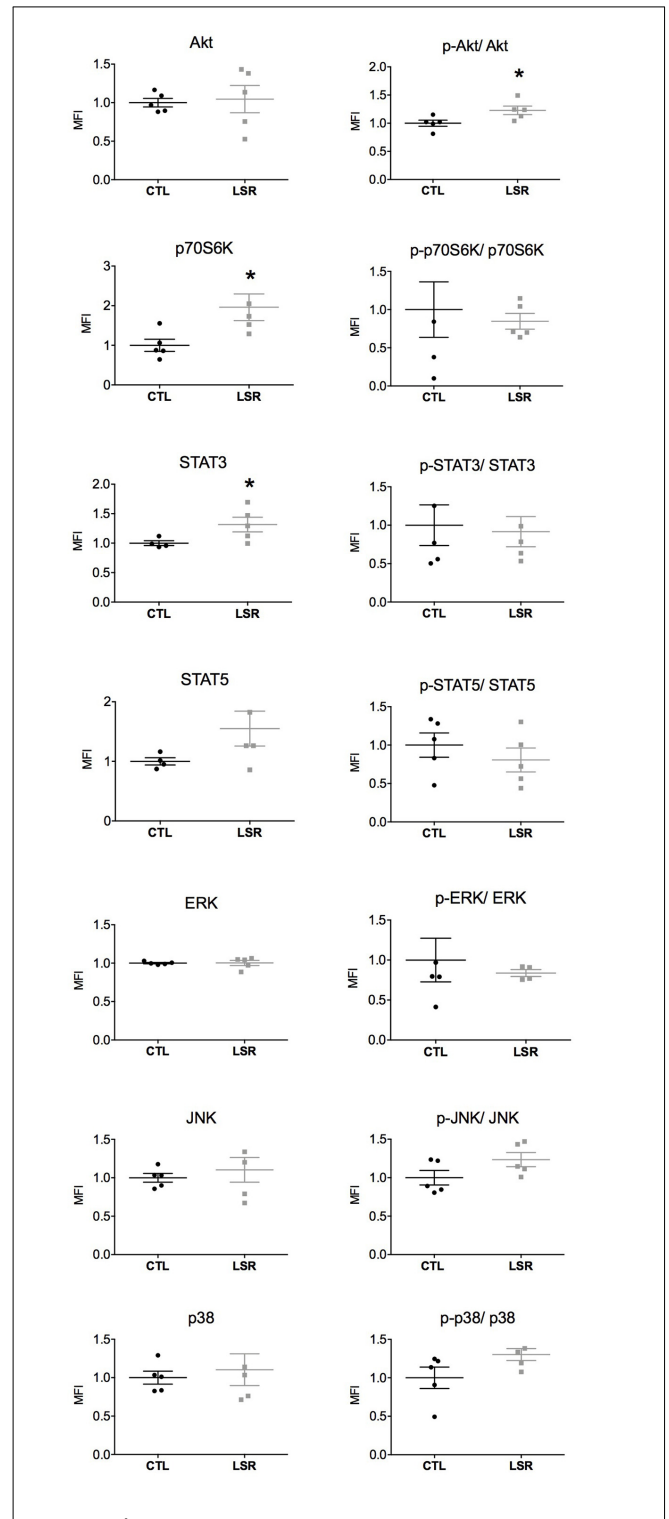 Akt
1.5
1.0
0.5
0.0
MFI
CTL LSR
p-Akt/ Akt
2.0
1.5
1.0
0.5
0.0
MFI
*
CTL LSR
p70S6K
3
2
1
0
MFI
*
CTL LSR
p-p70S6K/ p70S6K
1.5
1.0
0.5
0.0
MFI
CTL LSR
STAT3
2.0
1.5
1.0
0.5
0.0
MFI
*
CTL LSR
p-STAT3/ STAT3
1.5
1.0
0.5
0.0
MFI
CTL LSR
STAT5
2
1
0
MFI
CTL LSR
p-STAT5/ STAT5
1.5
1.0
0.5
0.0
MFI
CTL LSR
ERK
1.5
1.0
0.5
0.0
MFI
CTL LSR
p-ERK/ ERK
1.5
1.0
0.5
0.0
MFI
CTL LSR
JNK
1.5
1.0
0.5
0.0
MFI
CTL LSR
p-JNK/ JNK
1.5
1.0
0.5
0.0
MFI
CTL LSR
p38
1.5
1.0
0.5
0.0
MFI
CTL LSR
p-p38/ p38
1.5
1.0
0.5
0.0
MFI
CTL LSR